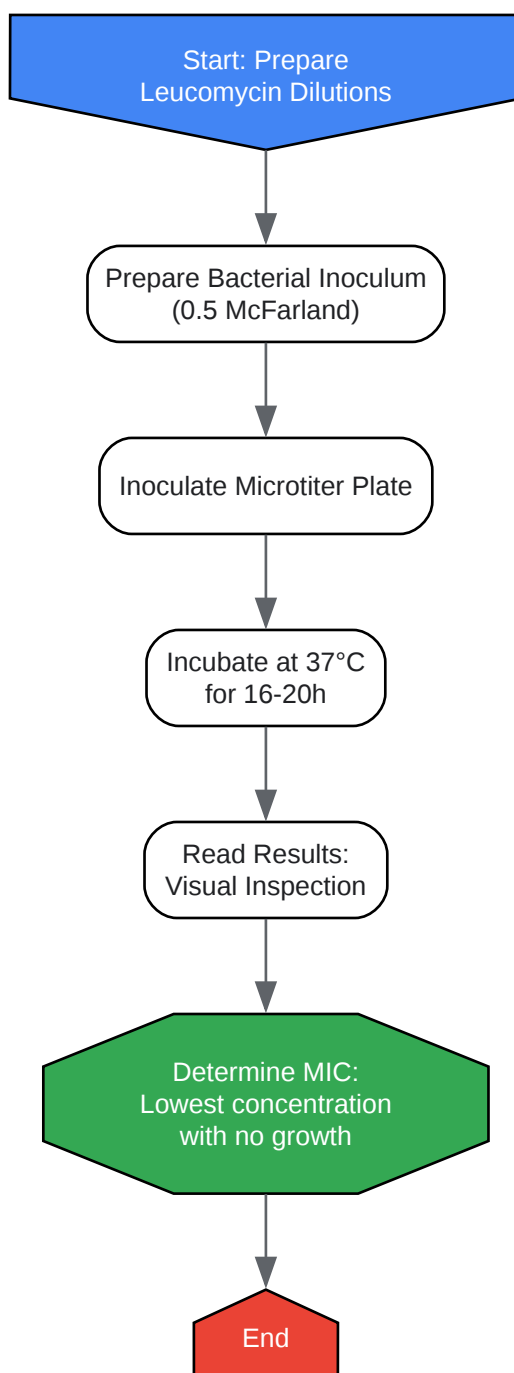 Start: Prepare
Leucomycin Dilutions
Prepare Bacterial Inoculum
(0.5 McFarland)
Inoculate Microtiter Plate
Incubate at 37°C
for 16-20h
Read Results:
Visual Inspection
Determine MIC:
Lowest concentration
with no growth
End